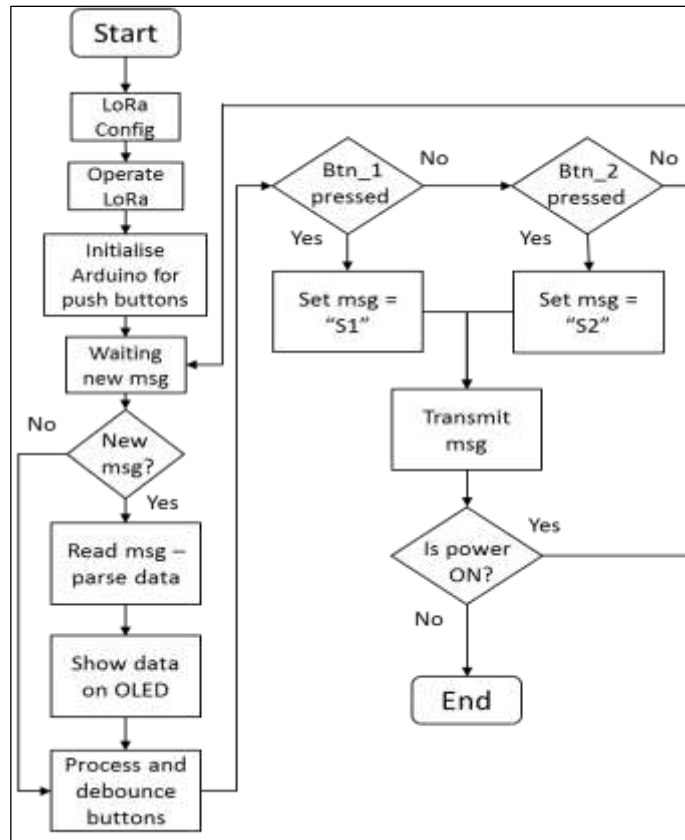 Start
LoRa
Config
Operate
LoRa
Initialise
Arduino for
push buttons
Waiting
new msg
No
New
msg?
Yes
Read msg –
parse data
Show data
on OLED
Process and
debounce
buttons
Btn_1
pressed
No
Yes
Set msg =
“S1”
Btn_2
pressed
No
Yes
Set msg =
“S2”
Transmit
msg
Is power
ON?
Yes
No
End